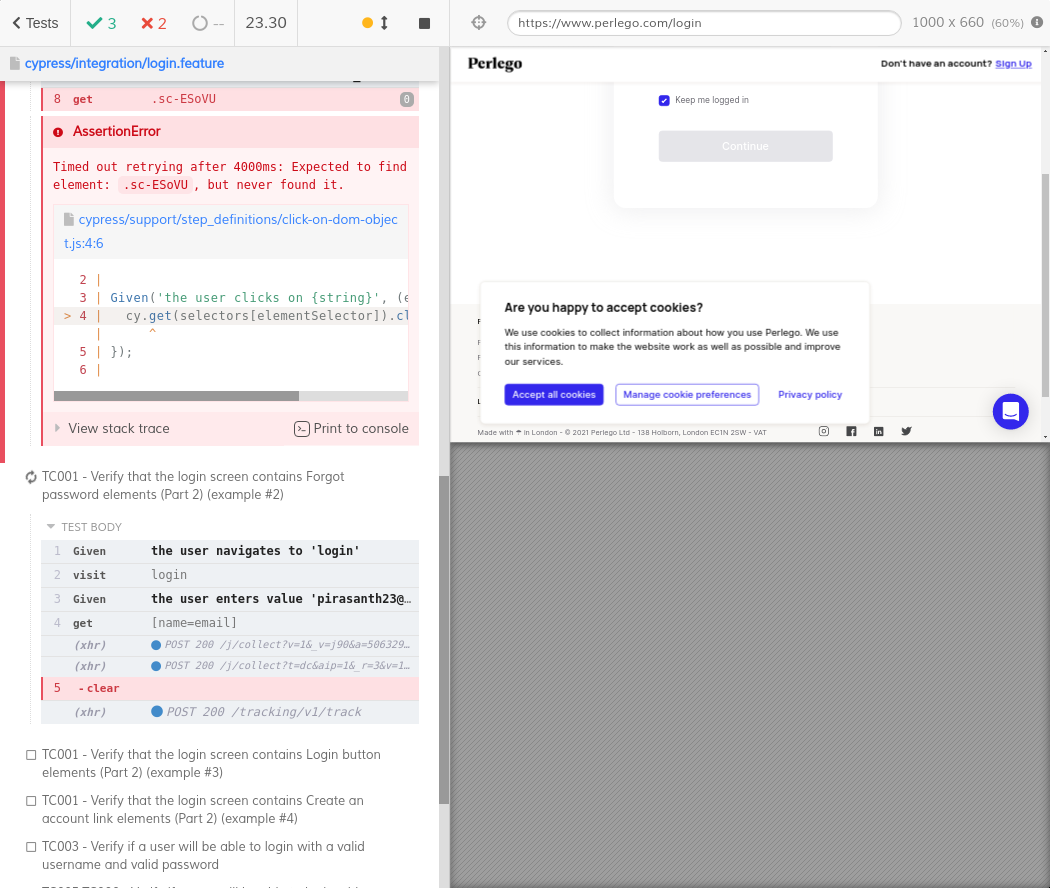 Tests
3
2
--
23.30
https://www.perlego.com/login
1000 x 660 (60%)
cypress/integration/login.feature
8 get .sc-ESoVU 0
AssertionError
Timed out retrying after 4000ms: Expected to find
element: .sc-ESoVU, but never found it.
cypress/support/step_definitions/click-on-dom-objec
t.js:4:6
2 |
3 | Given('the user clicks on {string}', (e
> 4 | cy.get(selectors[elementSelector]).cl
| ^
5 | });
6 |
View stack trace
Print to console
TC001 - Verify that the login screen contains Forgot
password elements (Part 2) (example #2)
TEST BODY
1 Given the user navigates to 'login'
2 visit login
3 Given the user enters value 'pirasanth23@…
4 get [name=email]
(xhr) POST 200 /j/collect?v=1&_v=j90&a=506329…
(xhr) POST 200 /j/collect?t=dc&aip=1&_r=3&v=1…
5 -clear
(xhr) POST 200 /tracking/v1/track
TC001 - Verify that the login screen contains Login button
elements (Part 2) (example #3)
TC001 - Verify that the login screen contains Create an
account link elements (Part 2) (example #4)
TC003 - Verify if a user will be able to login with a valid
username and valid password
Perlego
Don't have an account? Sign Up
Keep me logged in
Continue
Are you happy to accept cookies?
We use cookies to collect information about how you use Perlego. We use
this information to make the website work as well as possible and improve
our services.
Accept all cookies
Manage cookie preferences
Privacy policy
Made with ☂ in London - © 2021 Perlego Ltd - 138 Holborn, London EC1N 2SW - VAT